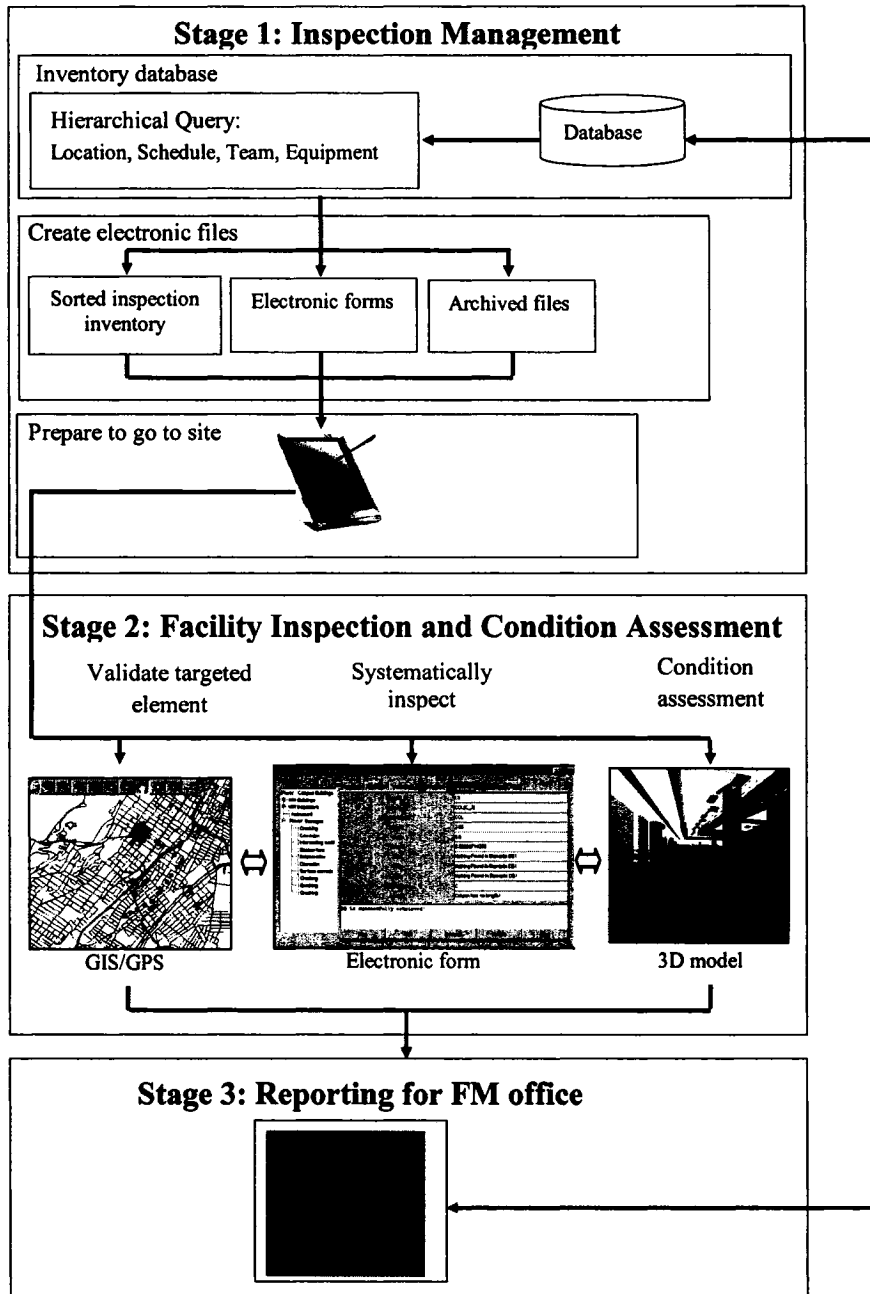 Stage 1: Inspection Management
Inventory database
Hierarchical Query:
Location, Schedule, Team, Equipment
Database
Create electronic files
Sorted inspection
inventory
Electronic forms
Archived files
Prepare to go to site
Stage 2: Facility Inspection and Condition Assessment
Validate targeted
element
Systematically
inspect
Condition
assessment
GIS/GPS
Electronic form
3D model
Stage 3: Reporting for FM office